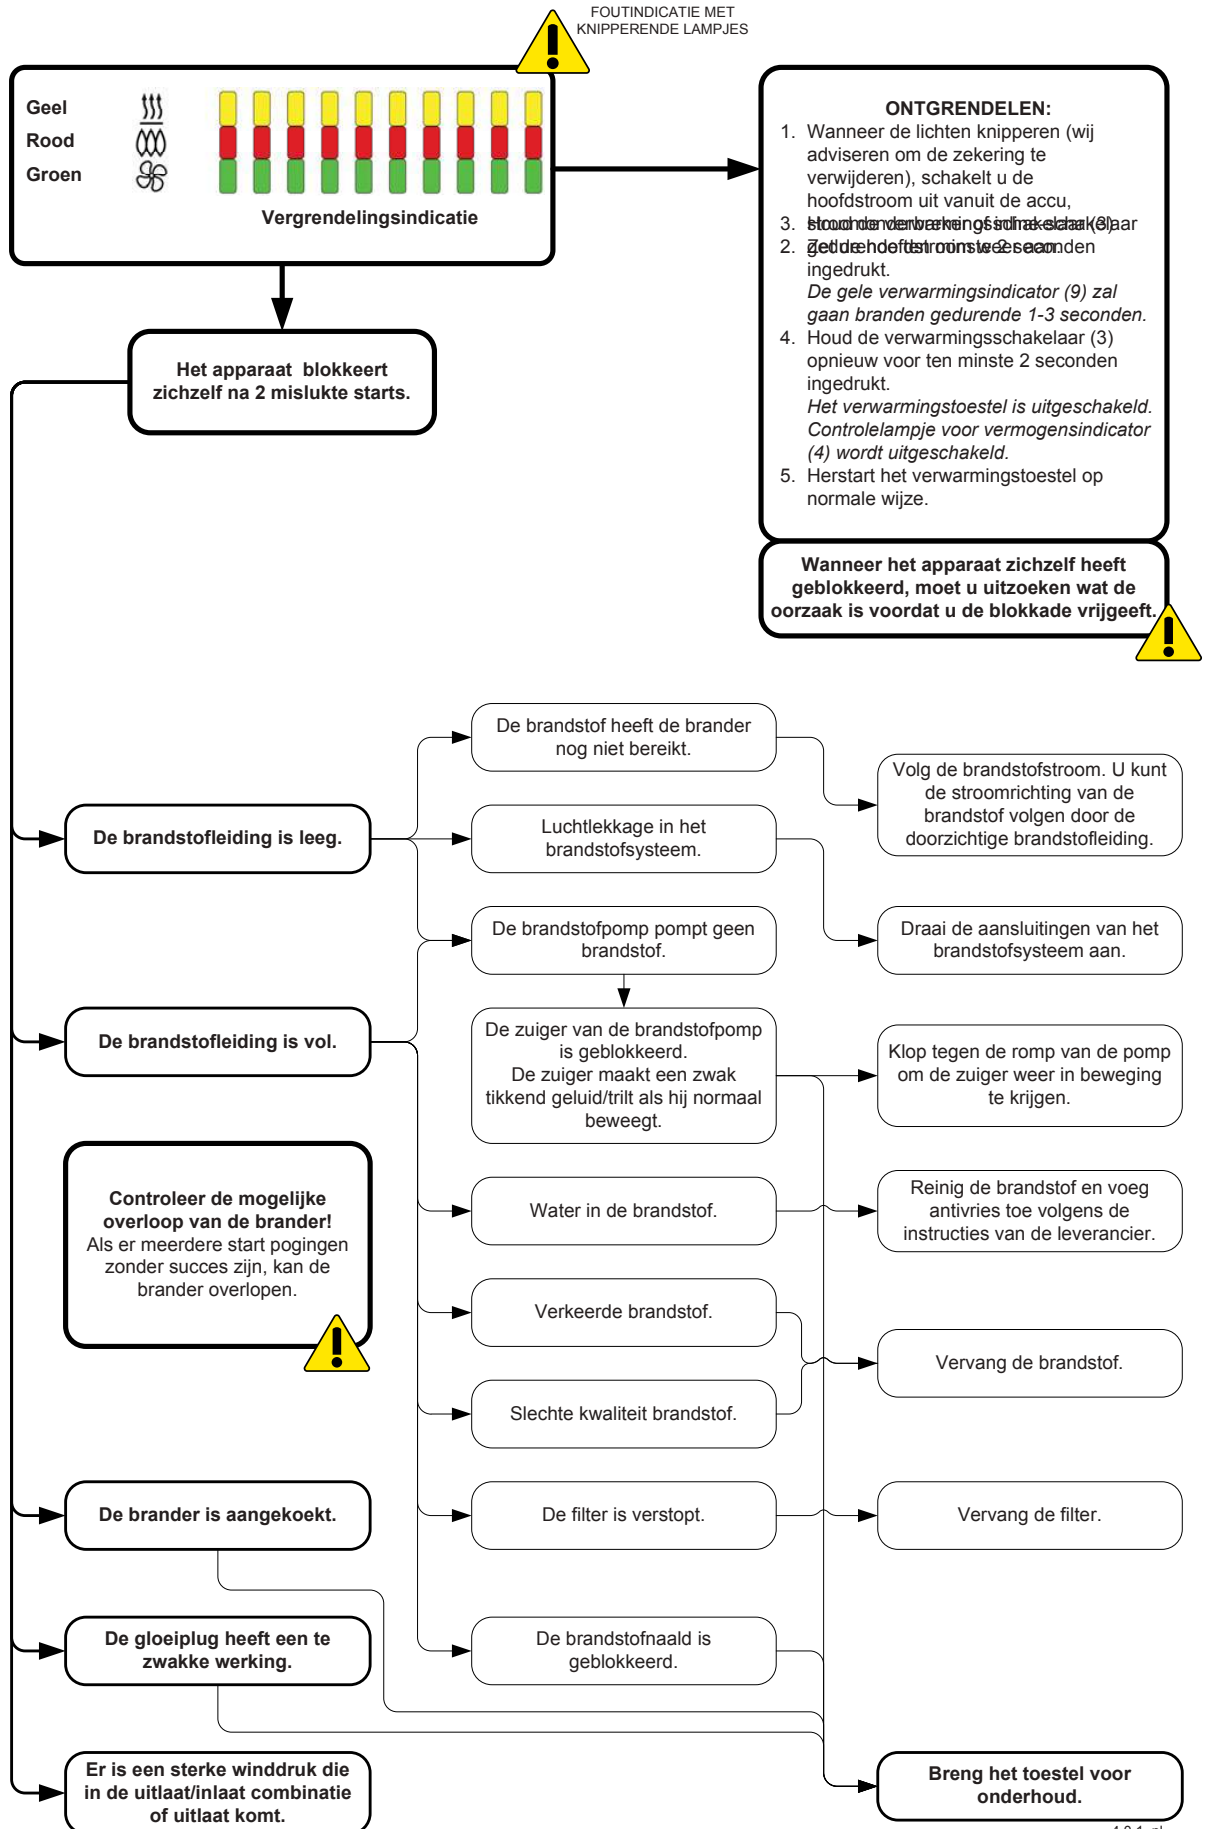 FOUTINDICATIE MET
KNIPPERENDE LAMPJES
Geel
Rood
Groen
Vergrendelingsindicatie
ONTGRENDELEN:
1. Wanneer de lichten knipperen (wij
adviseren om de zekering te
verwijderen), schakelt u de
hoofdstroom uit vanuit de accu,
3.
2.
ingedrukt.
De gele verwarmingsindicator (9) zal
gaan branden gedurende 1-3 seconden.
4. Houd de verwarmingsschakelaar (3)
opnieuw voor ten minste 2 seconden
ingedrukt.
Het verwarmingstoestel is uitgeschakeld.
Controlelampje voor vermogensindicator
(4) wordt uitgeschakeld.
5. Herstart het verwarmingstoestel op
normale wijze.
Wanneer het apparaat zichzelf heeft
geblokkeerd, moet u uitzoeken wat de
oorzaak is voordat u de blokkade vrijgeeft.
Het apparaat blokkeert
zichzelf na 2 mislukte starts.
De brandstof heeft de brander
nog niet bereikt.
Volg de brandstofstroom. U kunt
de stroomrichting van de
brandstof volgen door de
doorzichtige brandstofleiding.
De brandstofleiding is leeg.
Luchtlekkage in het
brandstofsysteem.
De brandstofpomp pompt geen
brandstof.
Draai de aansluitingen van het
brandstofsysteem aan.
De brandstofleiding is vol.
De zuiger van de brandstofpomp
is geblokkeerd.
De zuiger maakt een zwak
tikkend geluid/trilt als hij normaal
beweegt.
Klop tegen de romp van de pomp
om de zuiger weer in beweging
te krijgen.
Controleer de mogelijke
overloop van de brander!
Als er meerdere start pogingen
zonder succes zijn, kan de
brander overlopen.
Water in de brandstof.
Reinig de brandstof en voeg
antivries toe volgens de
instructies van de leverancier.
Verkeerde brandstof.
Vervang de brandstof.
Slechte kwaliteit brandstof.
De brander is aangekoekt.
De filter is verstopt.
Vervang de filter.
De gloeiplug heeft een te
zwakke werking.
De brandstofnaald is
geblokkeerd.
Er is een sterke winddruk die
in de uitlaat/inlaat combinatie
of uitlaat komt.
Breng het toestel voor
onderhoud.